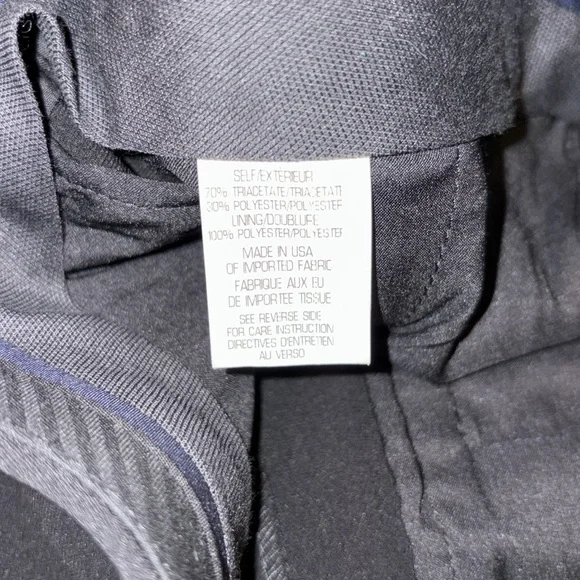 SELF/EXTERIEUR
70% TRIACETATE/TRIACETAT
30% POLYESTER/POLYESTER
LINING/DOUBLURE
100% POLYESTER/POLYESTER
MADE IN USA
OF IMPORTED FABRIC
FABRIQUE AUX EU
DE IMPORTEE TISSUE
SEE REVERSE SIDE
FOR CARE INSTRUCTION
DIRECTIVES D'ENTRETIEN
AU VERSO